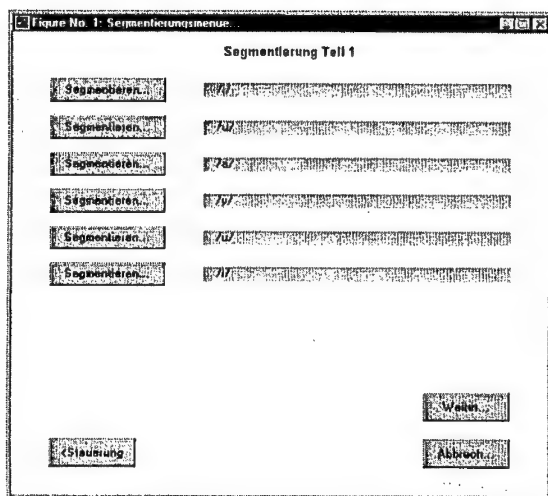 Figure No. 1: Segmentierungsmenue...
Segmentierung Teil 1
Segmentieren...
Segmentieren... /u/
Segmentieren... /a/
Segmentieren... /y/
Segmentieren...
Segmentieren...
Weiter...
<Steuerung
Abbruch...